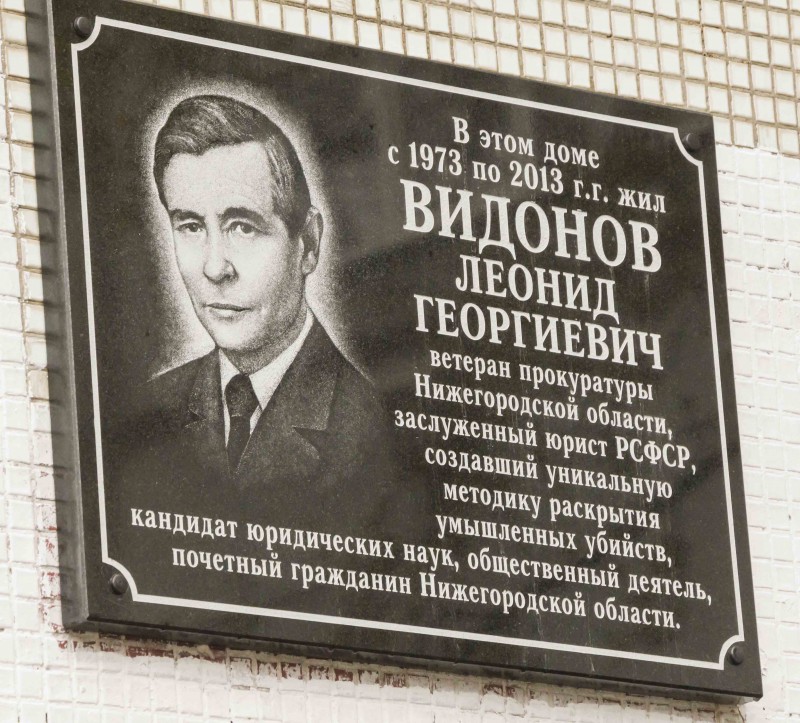 В этом доме
с 1973 по 2013 г.г. жил
ВИДОНОВ
ЛЕОНИД
ГЕОРГИЕВИЧ
ветеран прокуратуры
Нижегородской области,
заслуженный юрист РСФСР,
создавший уникальную
методику раскрытия
умышленных убийств,
кандидат юридических наук, общественный деятель,
почетный гражданин Нижегородской области.